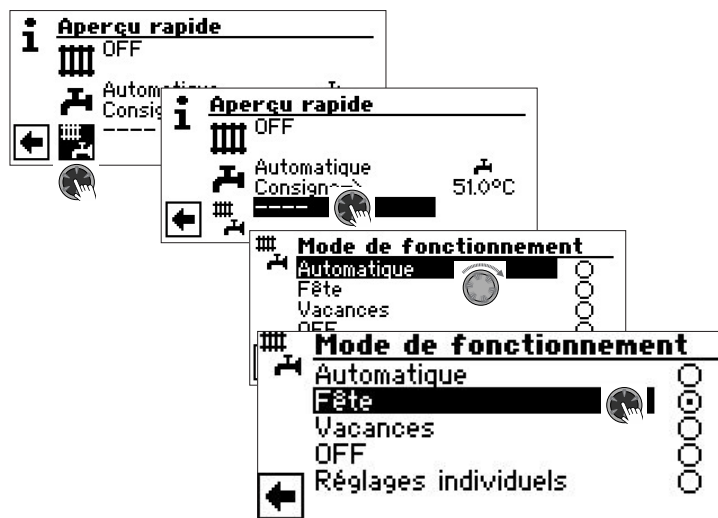 Aperçu rapide
OFF
Automatique
----
Aperçu rapide
OFF
Automatique
51.0°C
----
Mode de fonctionnement
Automatique
Fête
Vacances
OFF
Mode de fonctionnement
Automatique
Fête
Vacances
OFF
Réglages individuels